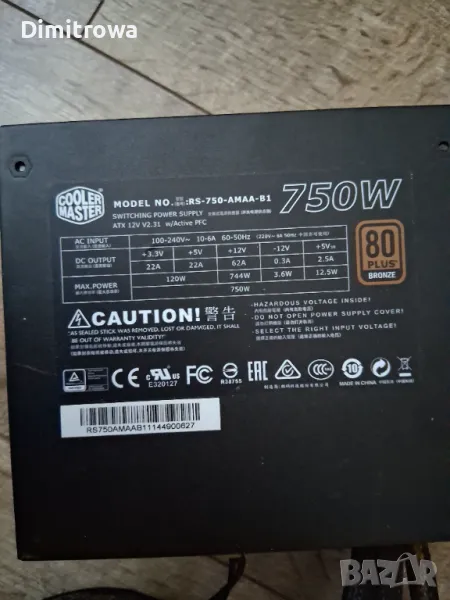 Dimitrowa
COOLER MASTER
MODEL NO. :RS-750-AMAA-B1
750W
SWITCHING POWER SUPPLY
ATX 12V V2.31 w/Active PFC
AC INPUT 100-240V~ 10-6A 60-50Hz
DC OUTPUT +3.3V +5V +12V -12V +5Vsb
22A 22A 62A 0.3A 2.5A
MAX.POWER 120W 744W 3.6W 12.5W
750W
80 PLUS
BRONZE
CAUTION! 警告
"AS SEALED STICK WAS REMOVED, LOST OR DAMAGED, IT SHALL
BE OUT OF WARRANTY"
.HAZARDOUS VOLTAGE INSIDE!
.DO NOT OPEN POWER SUPPLY COVER!
.SELECT THE RIGHT INPUT VOLTAGE!
E320127
R38755
10
MADE IN CHINA
RS750AMAAB11144900627
BAZAR